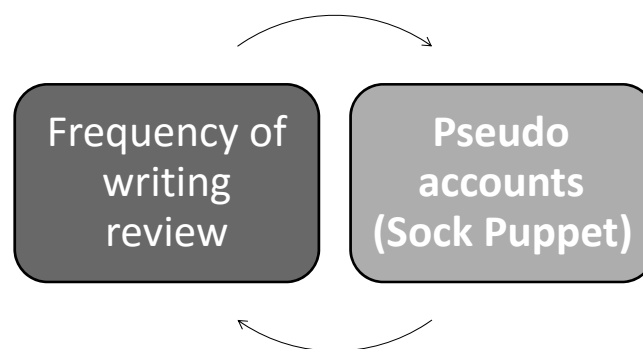 Frequency of
writing
review
Pseudo
accounts
(Sock Puppet)